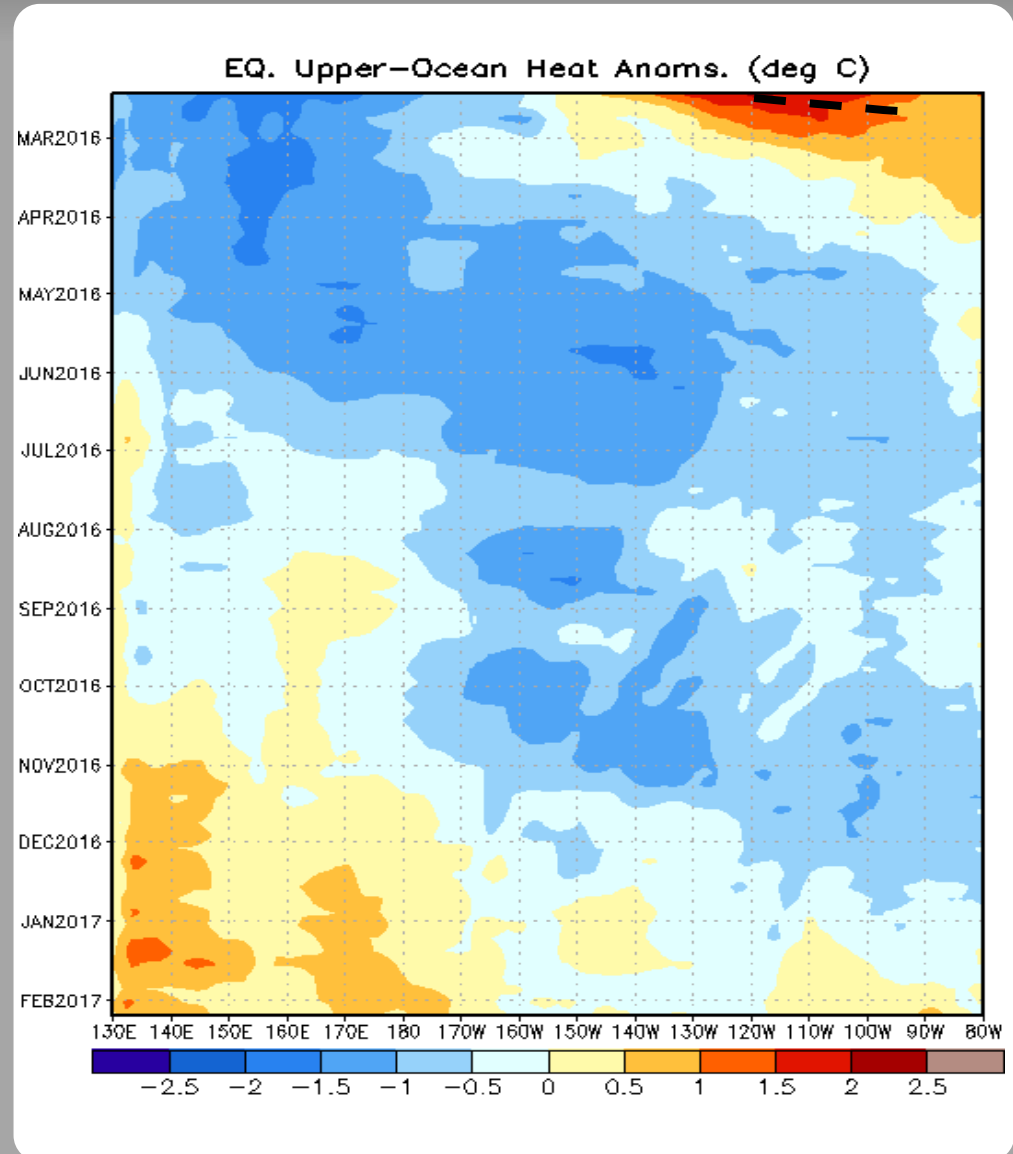 EQ. Upper-Ocean Heat Anoms. (deg C)
MAR2016
APR2016
MAY2016
JUN2016
JUL2016
AUG2016
SEP2016
OCT2016
NOV2016
DEC2016
JAN2017
FEB2017
130E 140E 150E 160E 170E 180 170W 160W 150W 140W 130W 120W 110W 100W 90W 80W
-2.5 -2 -1.5 -1 -0.5 0 0.5 1 1.5 2 2.5